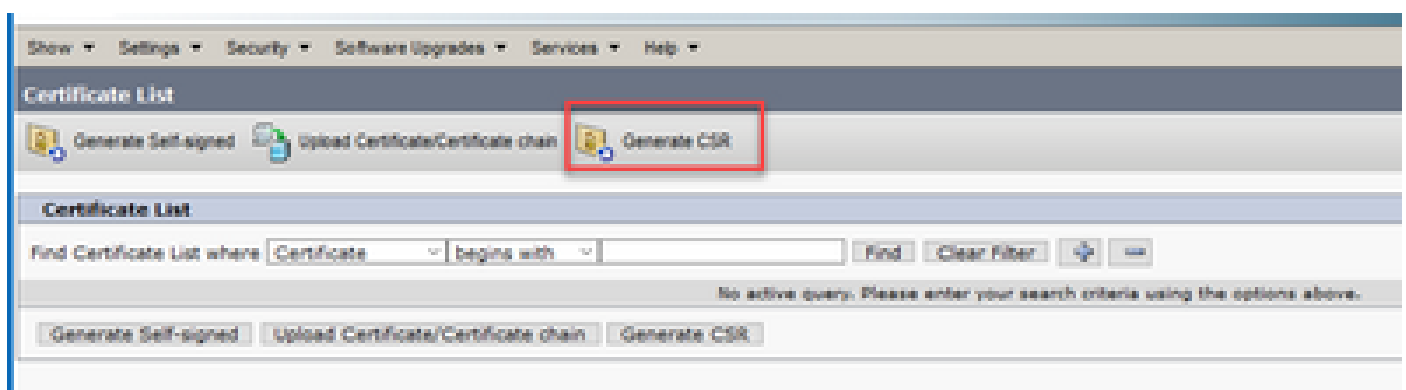 Show Settings Security Software Upgrades Services Help
Certificate List
Generate Self-signed Upload Certificate/Certificate chain Generate CSR
Certificate List
Find Certificate List where Certificate begins with Find Clear Filter
No active query. Please enter your search criteria using the options above.
Generate Self-signed Upload Certificate/Certificate chain Generate CSR